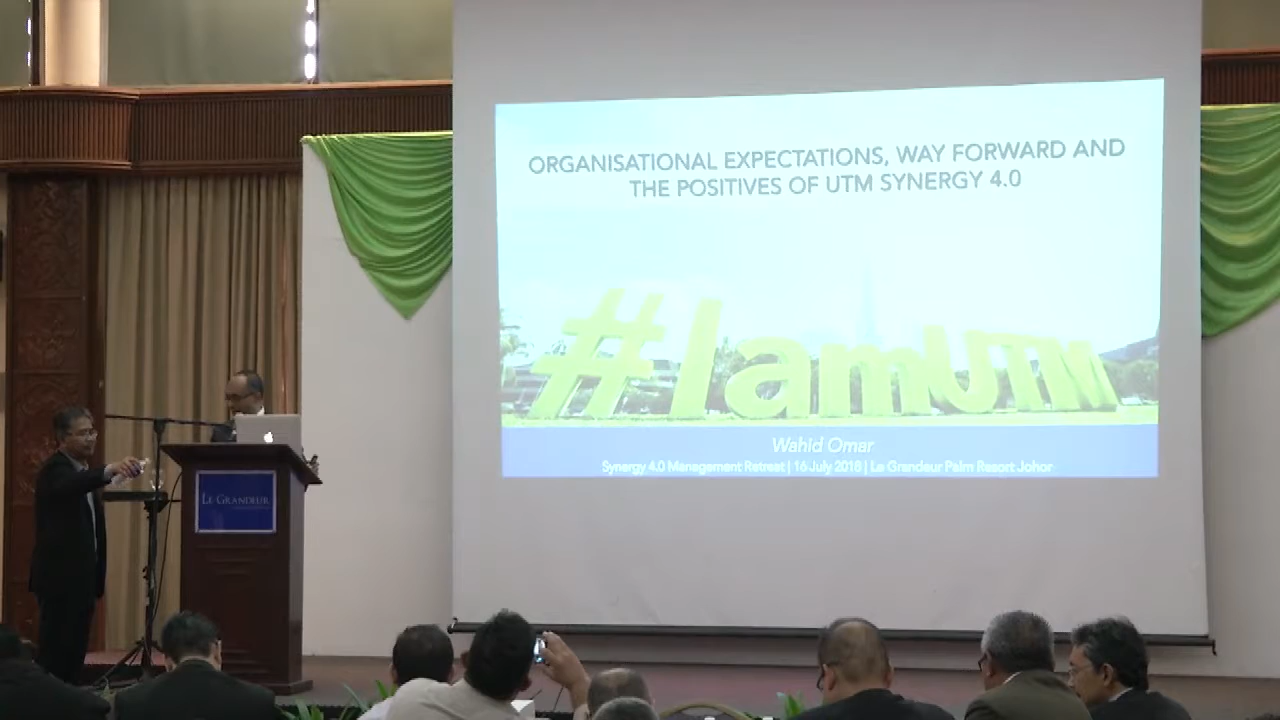 ORGANISATIONAL EXPECTATIONS, WAY FORWARD AND
THE POSITIVES OF UTM SYNERGY 4.0
#IamUTM
Wahid Omar
Synergy 4.0 Management Retreat | 16 July 2018 | Le Grandeur Palm Resort Johor
LE GRANDEUR